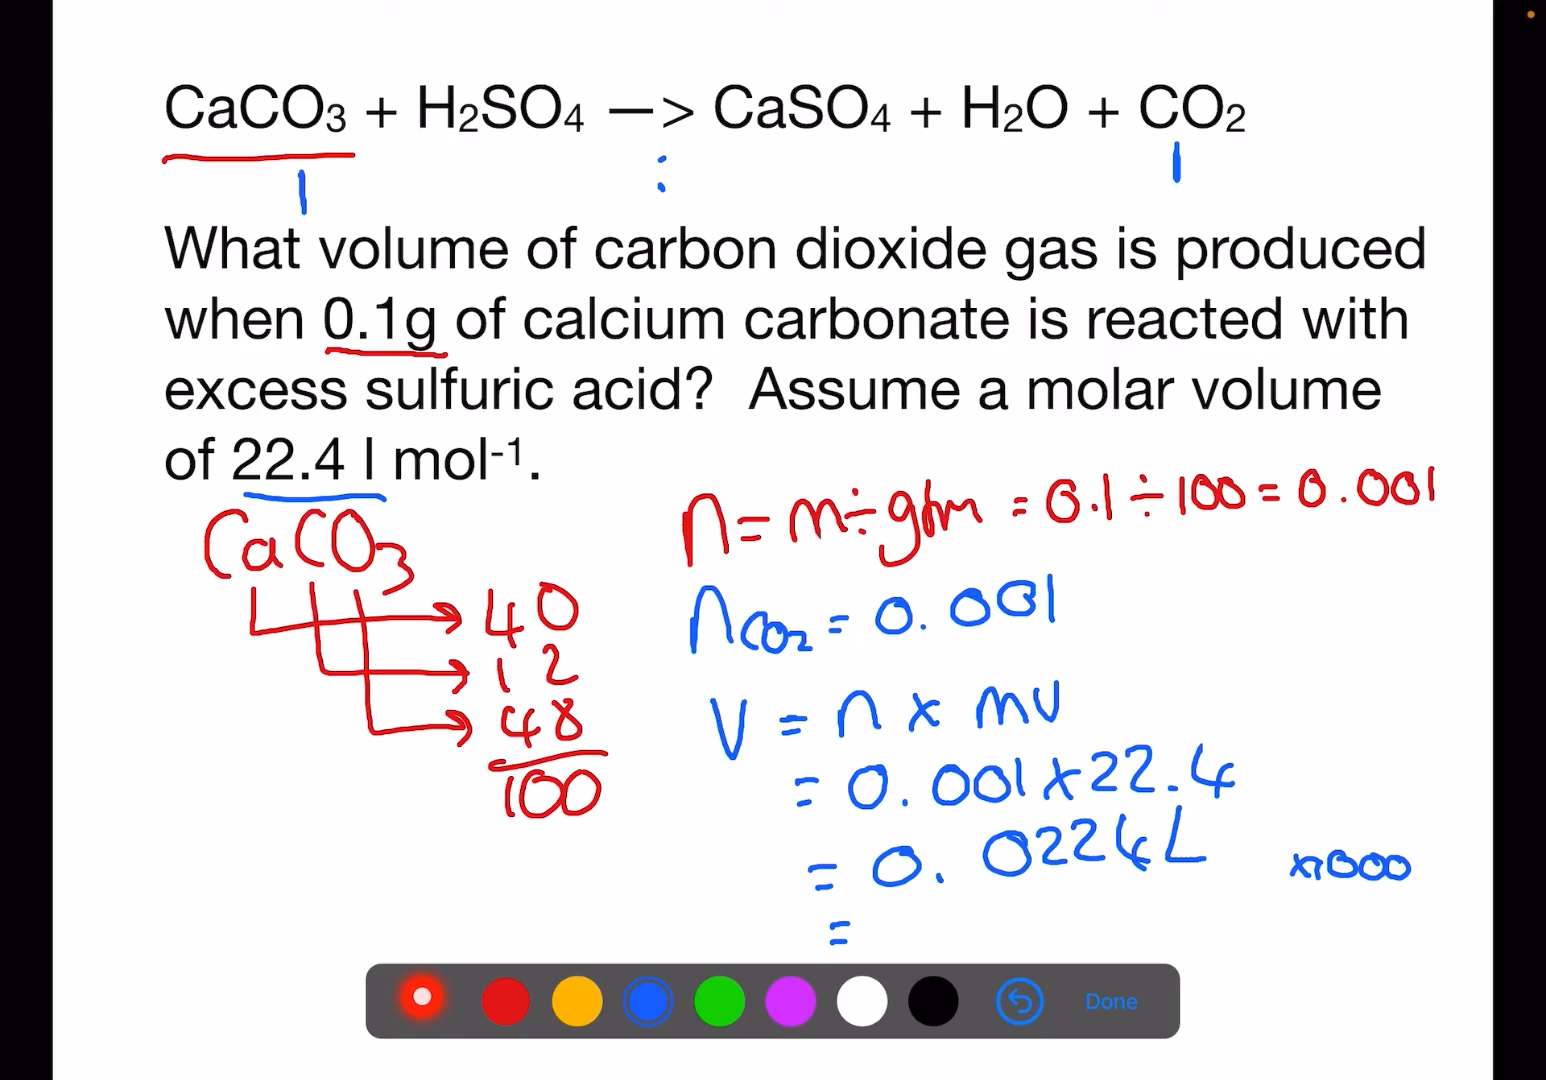 CaCO₃ + H₂SO₄ —> CaSO₄ + H₂O + CO₂
1 : 1
What volume of carbon dioxide gas is produced
when 0.1g of calcium carbonate is reacted with
excess sulfuric acid? Assume a molar volume
of 22.4 l mol⁻¹.
CaCO₃
40
12
48
100
n = m ÷ gfm = 0.1 ÷ 100 = 0.001
nCO₂ = 0.001
V = n x mv
= 0.001 x 22.4
= 0.0224L x1000
=
Done